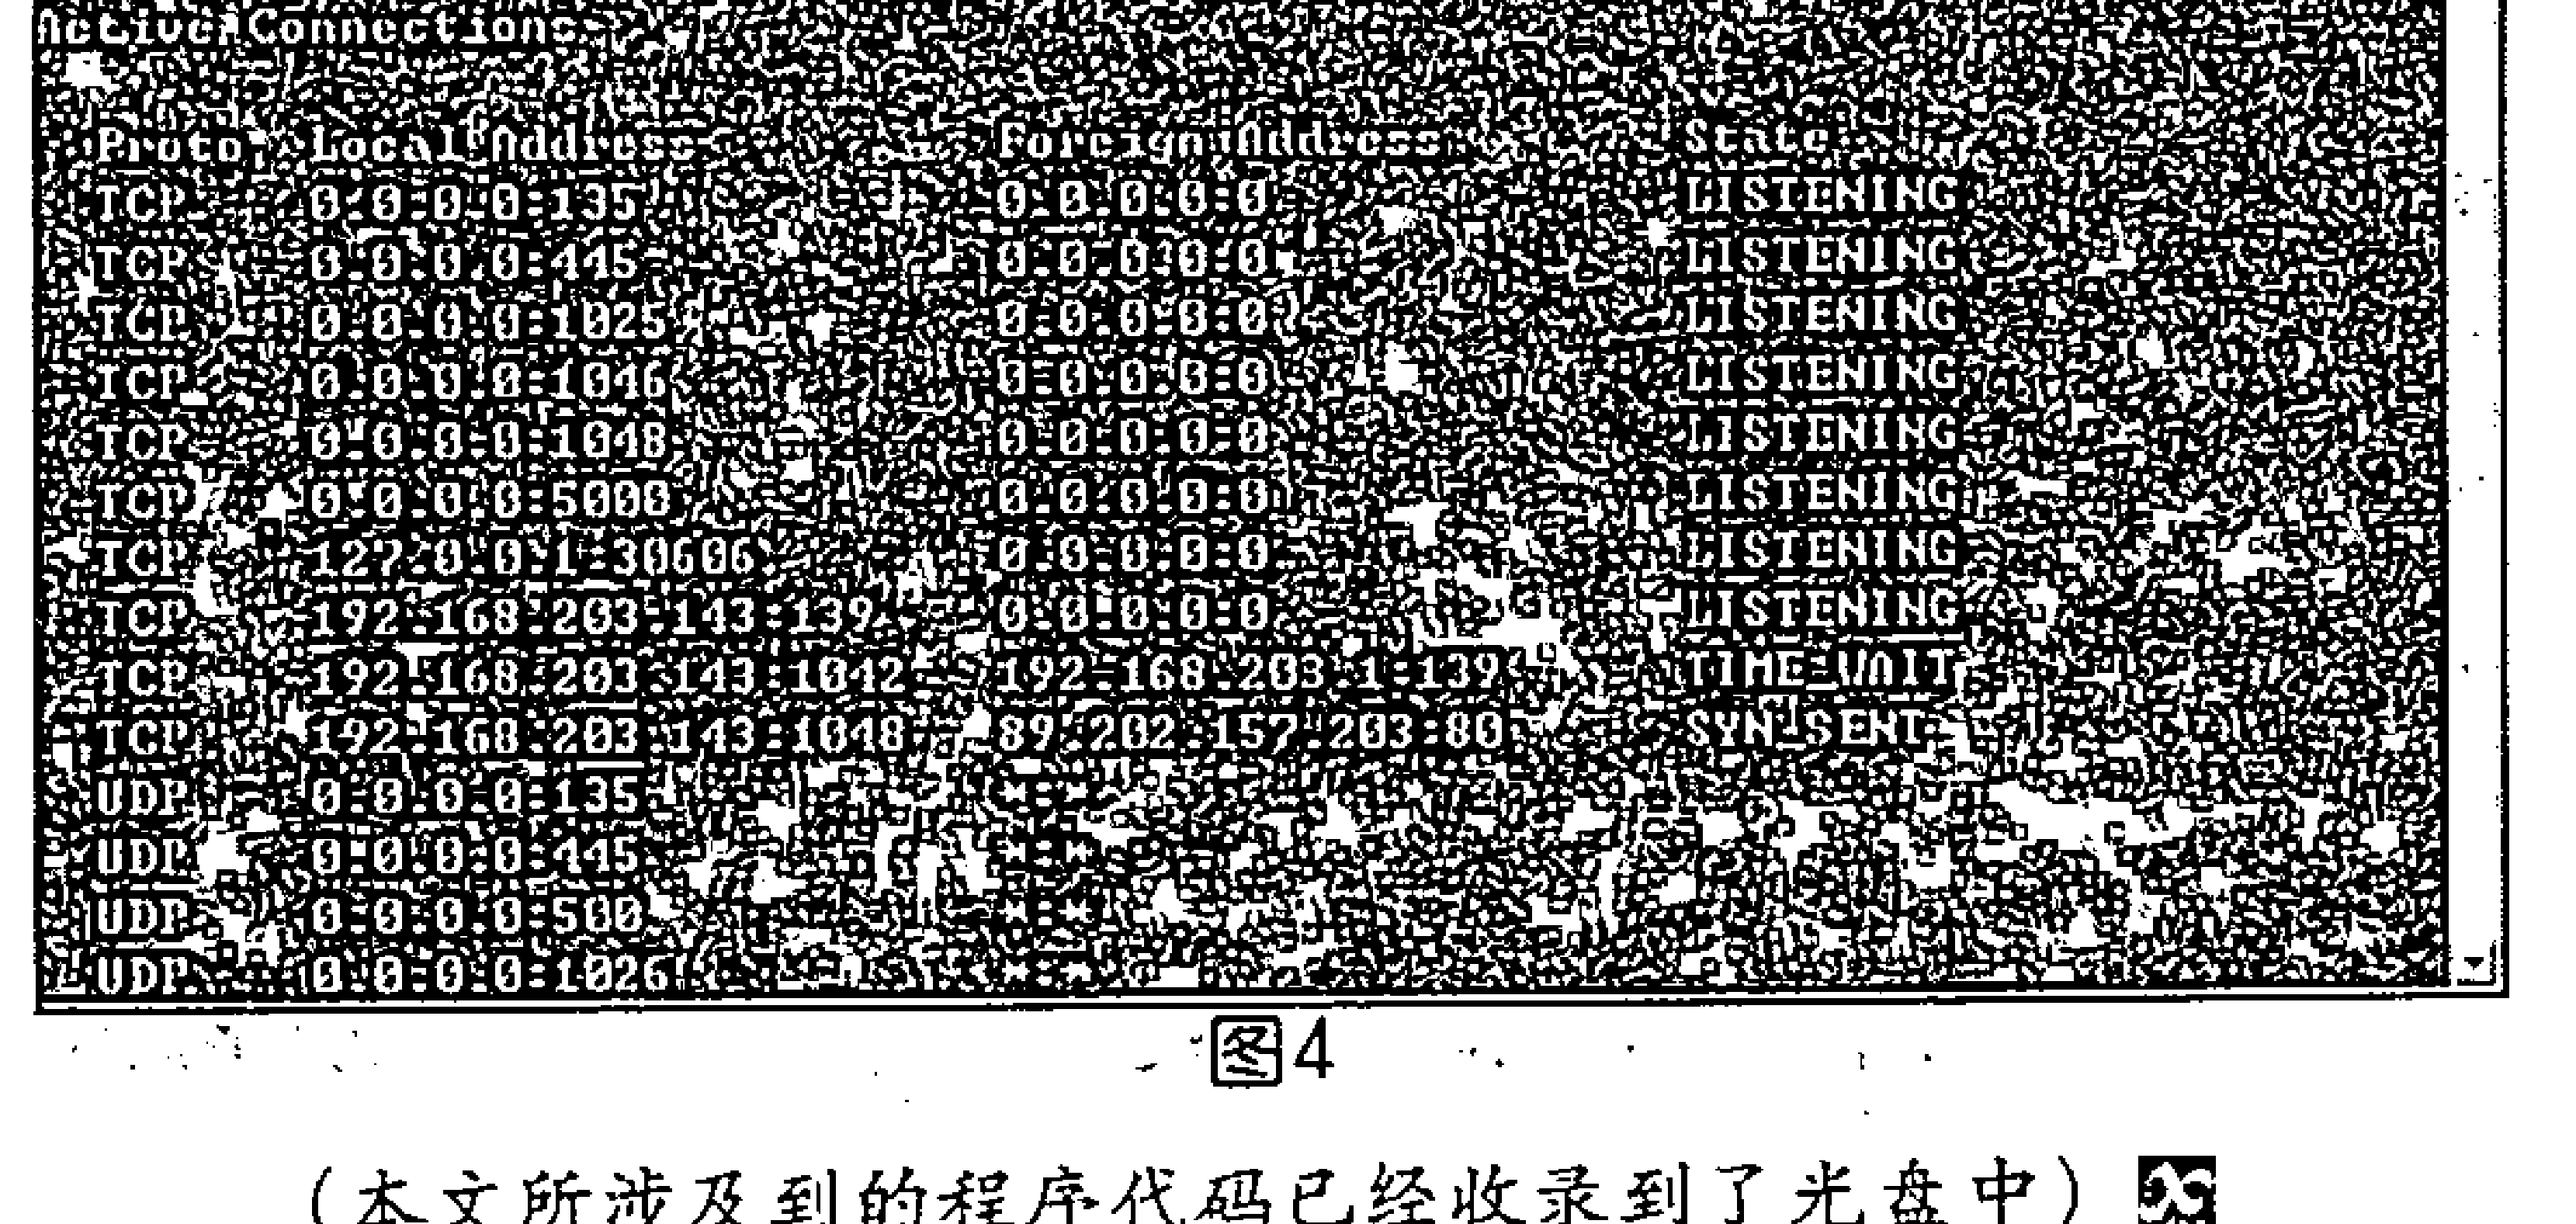 Active Connections
Proto Local Address Foreign Address State
TCP 0.0.0.0:135 0.0.0.0:0 LISTENING
TCP 0.0.0.0:445 0.0.0.0:0 LISTENING
TCP 0.0.0.0:1025 0.0.0.0:0 LISTENING
TCP 0.0.0.0:1046 0.0.0.0:0 LISTENING
TCP 0.0.0.0:1048 0.0.0.0:0 LISTENING
TCP 0.0.0.0:5000 0.0.0.0:0 LISTENING
TCP 127.0.0.1:30606 0.0.0.0:0 LISTENING
TCP 192.168.203.143:139 0.0.0.0:0 LISTENING
TCP 192.168.203.143:1042 192.168.203.1:139 TIME_WAIT
TCP 192.168.203.143:1048 89.202.157.203:80 SYN_SENT
UDP 0.0.0.0:135 *:*
UDP 0.0.0.0:445 *:*
UDP 0.0.0.0:500 *:*
UDP 0.0.0.0:1026 *:*
图4
(本文所涉及到的程序代码已经收录到了光盘中)